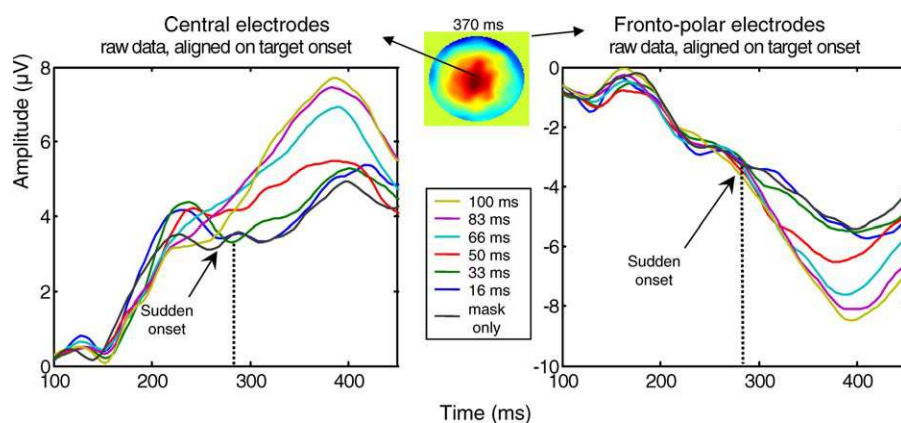 Central electrodes
raw data, aligned on target onset
370 ms
Fronto-polar electrodes
raw data, aligned on target onset
Amplitude (µV)
8
6
4
2
0
Sudden
onset
100
200
300
400
100 ms
83 ms
66 ms
50 ms
33 ms
16 ms
mask
only
0
-2
-4
-6
-8
-10
Sudden
onset
100
200
300
400
Time (ms)